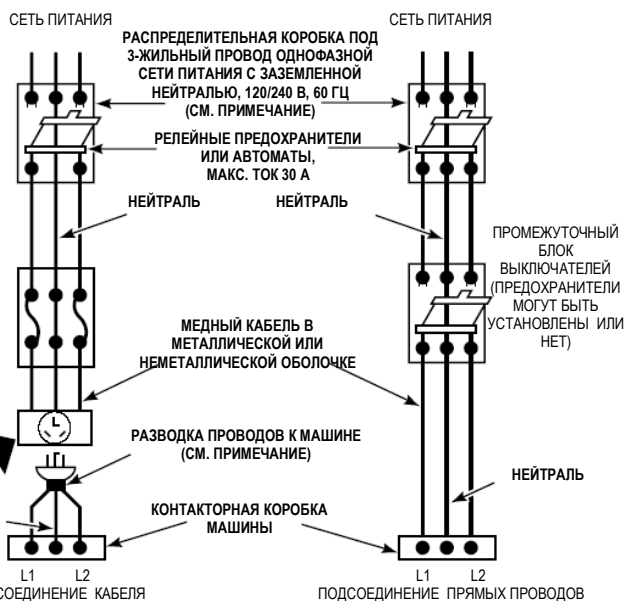 СЕТЬ ПИТАНИЯ
СЕТЬ ПИТАНИЯ
РАСПРЕДЕЛИТЕЛЬНАЯ КОРОБКА ПОД
3-ЖИЛЬНЫЙ ПРОВОД ОДНОФАЗНОЙ
СЕТИ ПИТАНИЯ С ЗАЗЕМЛЕННОЙ
НЕЙТРАЛЬЮ, 120/240 В, 60 ГЦ
(СМ. ПРИМЕЧАНИЕ)
РЕЛЕЙНЫЕ ПРЕДОХРАНИТЕЛИ
ИЛИ АВТОМАТЫ,
МАКС. ТОК 30 А
НЕЙТРАЛЬ
НЕЙТРАЛЬ
ПРОМЕЖУТОЧНЫЙ
БЛОК
ВЫКЛЮЧАТЕЛЕЙ
(ПРЕДОХРАНИТЕЛИ
МОГУТ БЫТЬ
УСТАНОВЛЕНЫ ИЛИ
НЕТ)
МЕДНЫЙ КАБЕЛЬ В
МЕТАЛЛИЧЕСКОЙ ИЛИ
НЕМЕТАЛЛИЧЕСКОЙ ОБОЛОЧКЕ
L
РАЗВОДКА ПРОВОДОВ К МАШИНЕ
(СМ. ПРИМЕЧАНИЕ)
НЕЙТРАЛЬ
КОНТАКТОРНАЯ КОРОБКА
МАШИНЫ
L1 L2
L1 L2
СОЕДИНЕНИЕ КАБЕЛЯ
ПОДСОЕДИНЕНИЕ ПРЯМЫХ ПРОВОДОВ